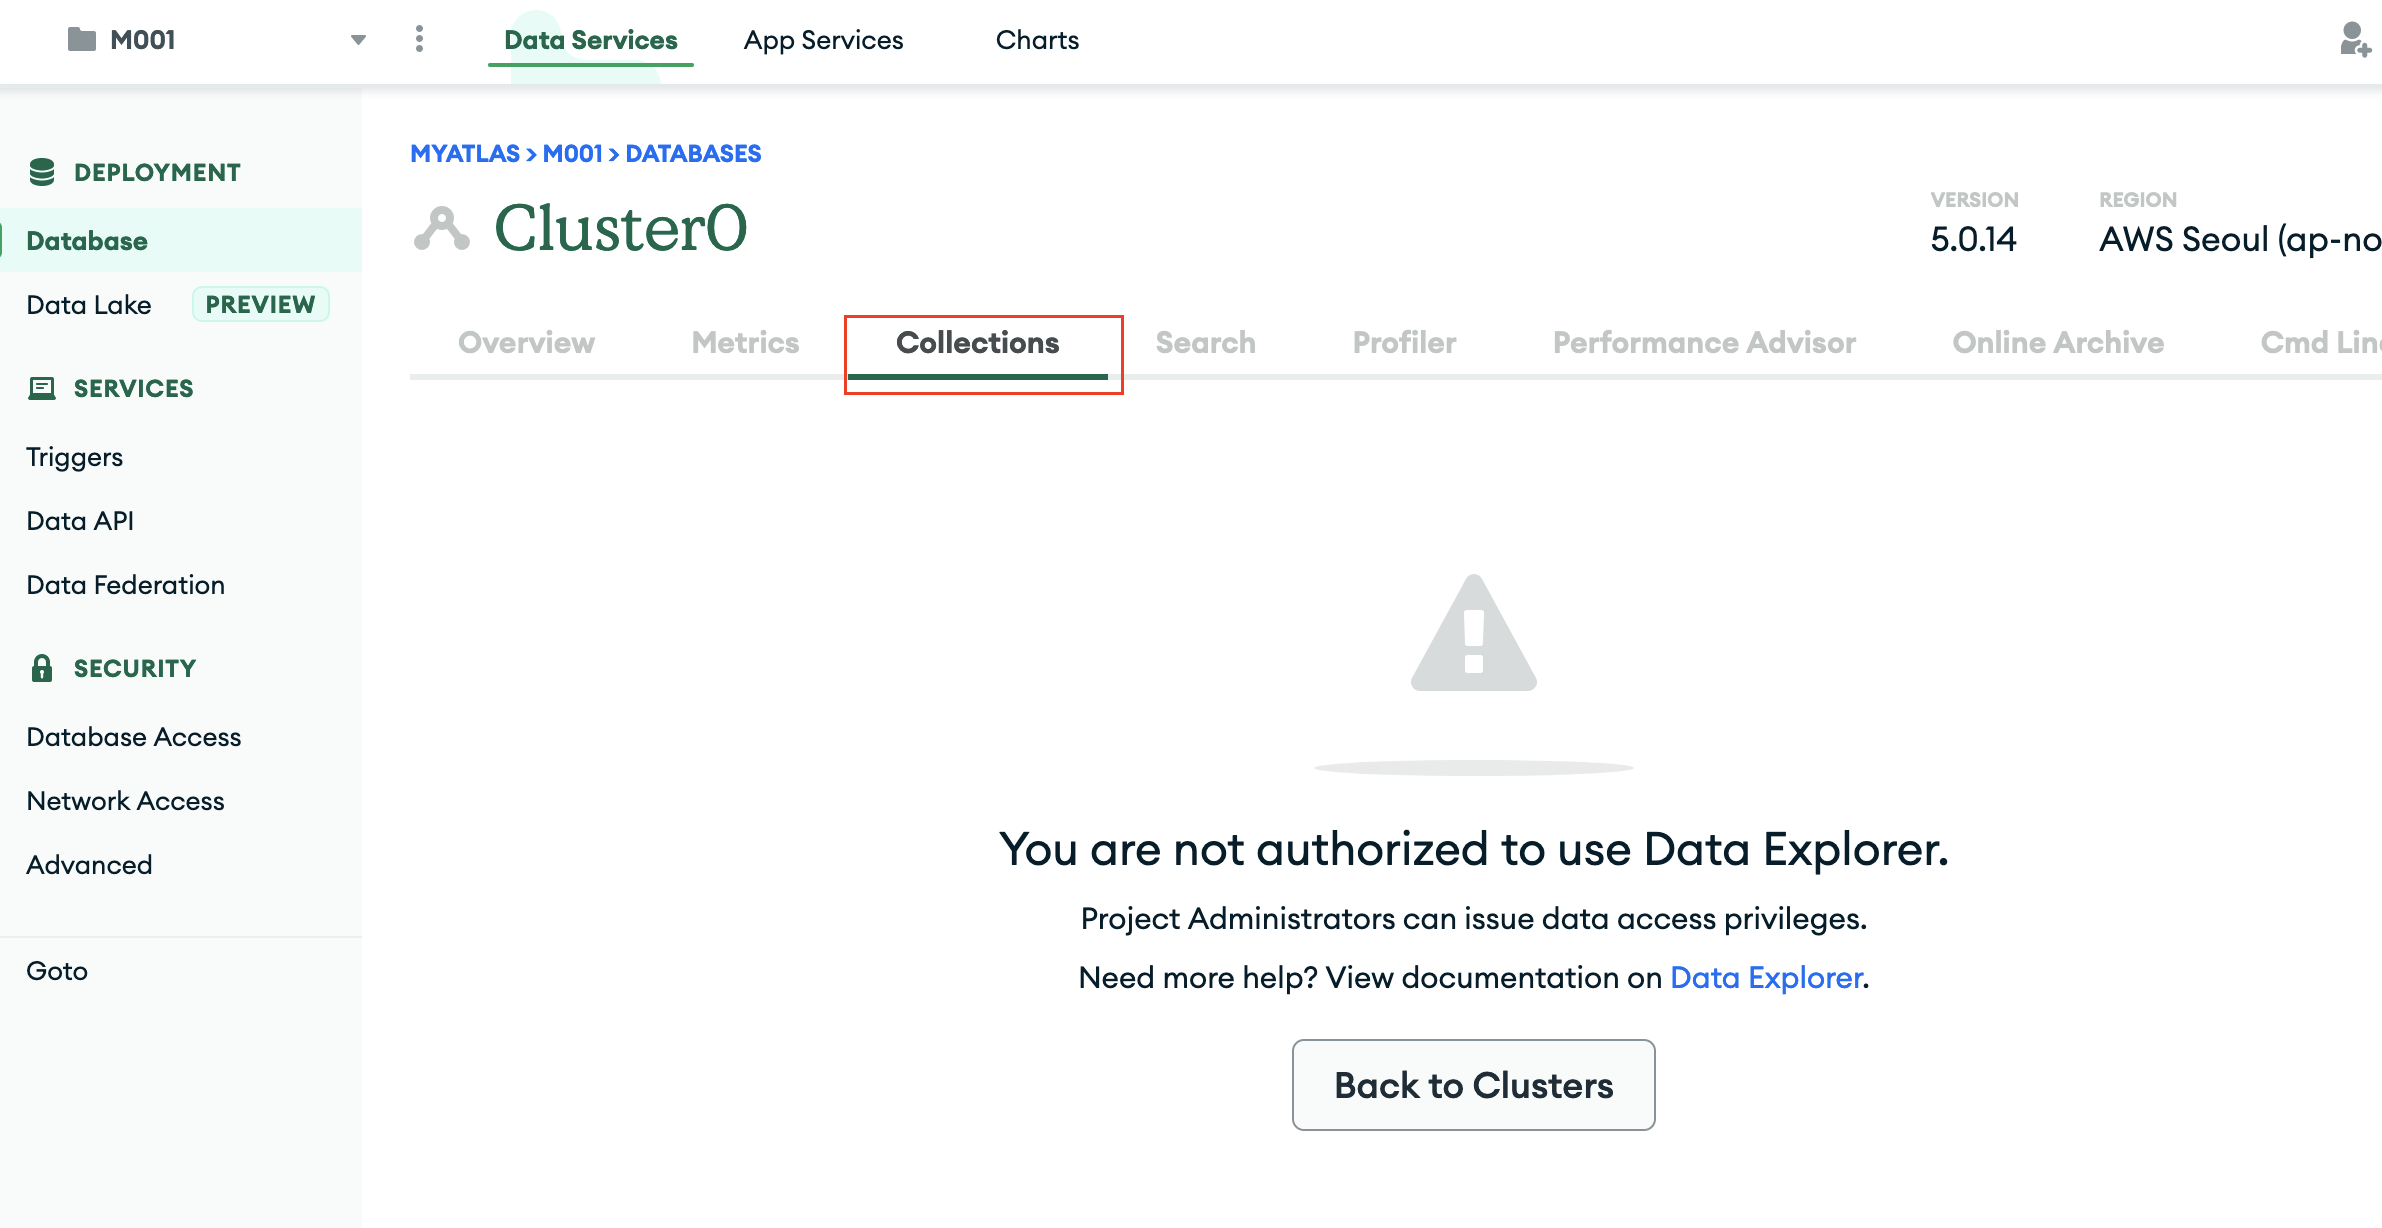 M001
Data Services App Services Charts
DEPLOYMENT
Database
Data Lake PREVIEW
SERVICES
Triggers
Data API
Data Federation
SECURITY
Database Access
Network Access
Advanced
Goto
MYATLAS > M001 > DATABASES
Cluster0
VERSION
5.0.14
REGION
AWS Seoul (ap-no
Overview Metrics Collections Search Profiler Performance Advisor Online Archive Cmd Lin
You are not authorized to use Data Explorer.
Project Administrators can issue data access privileges.
Need more help? View documentation on Data Explorer.
Back to Clusters